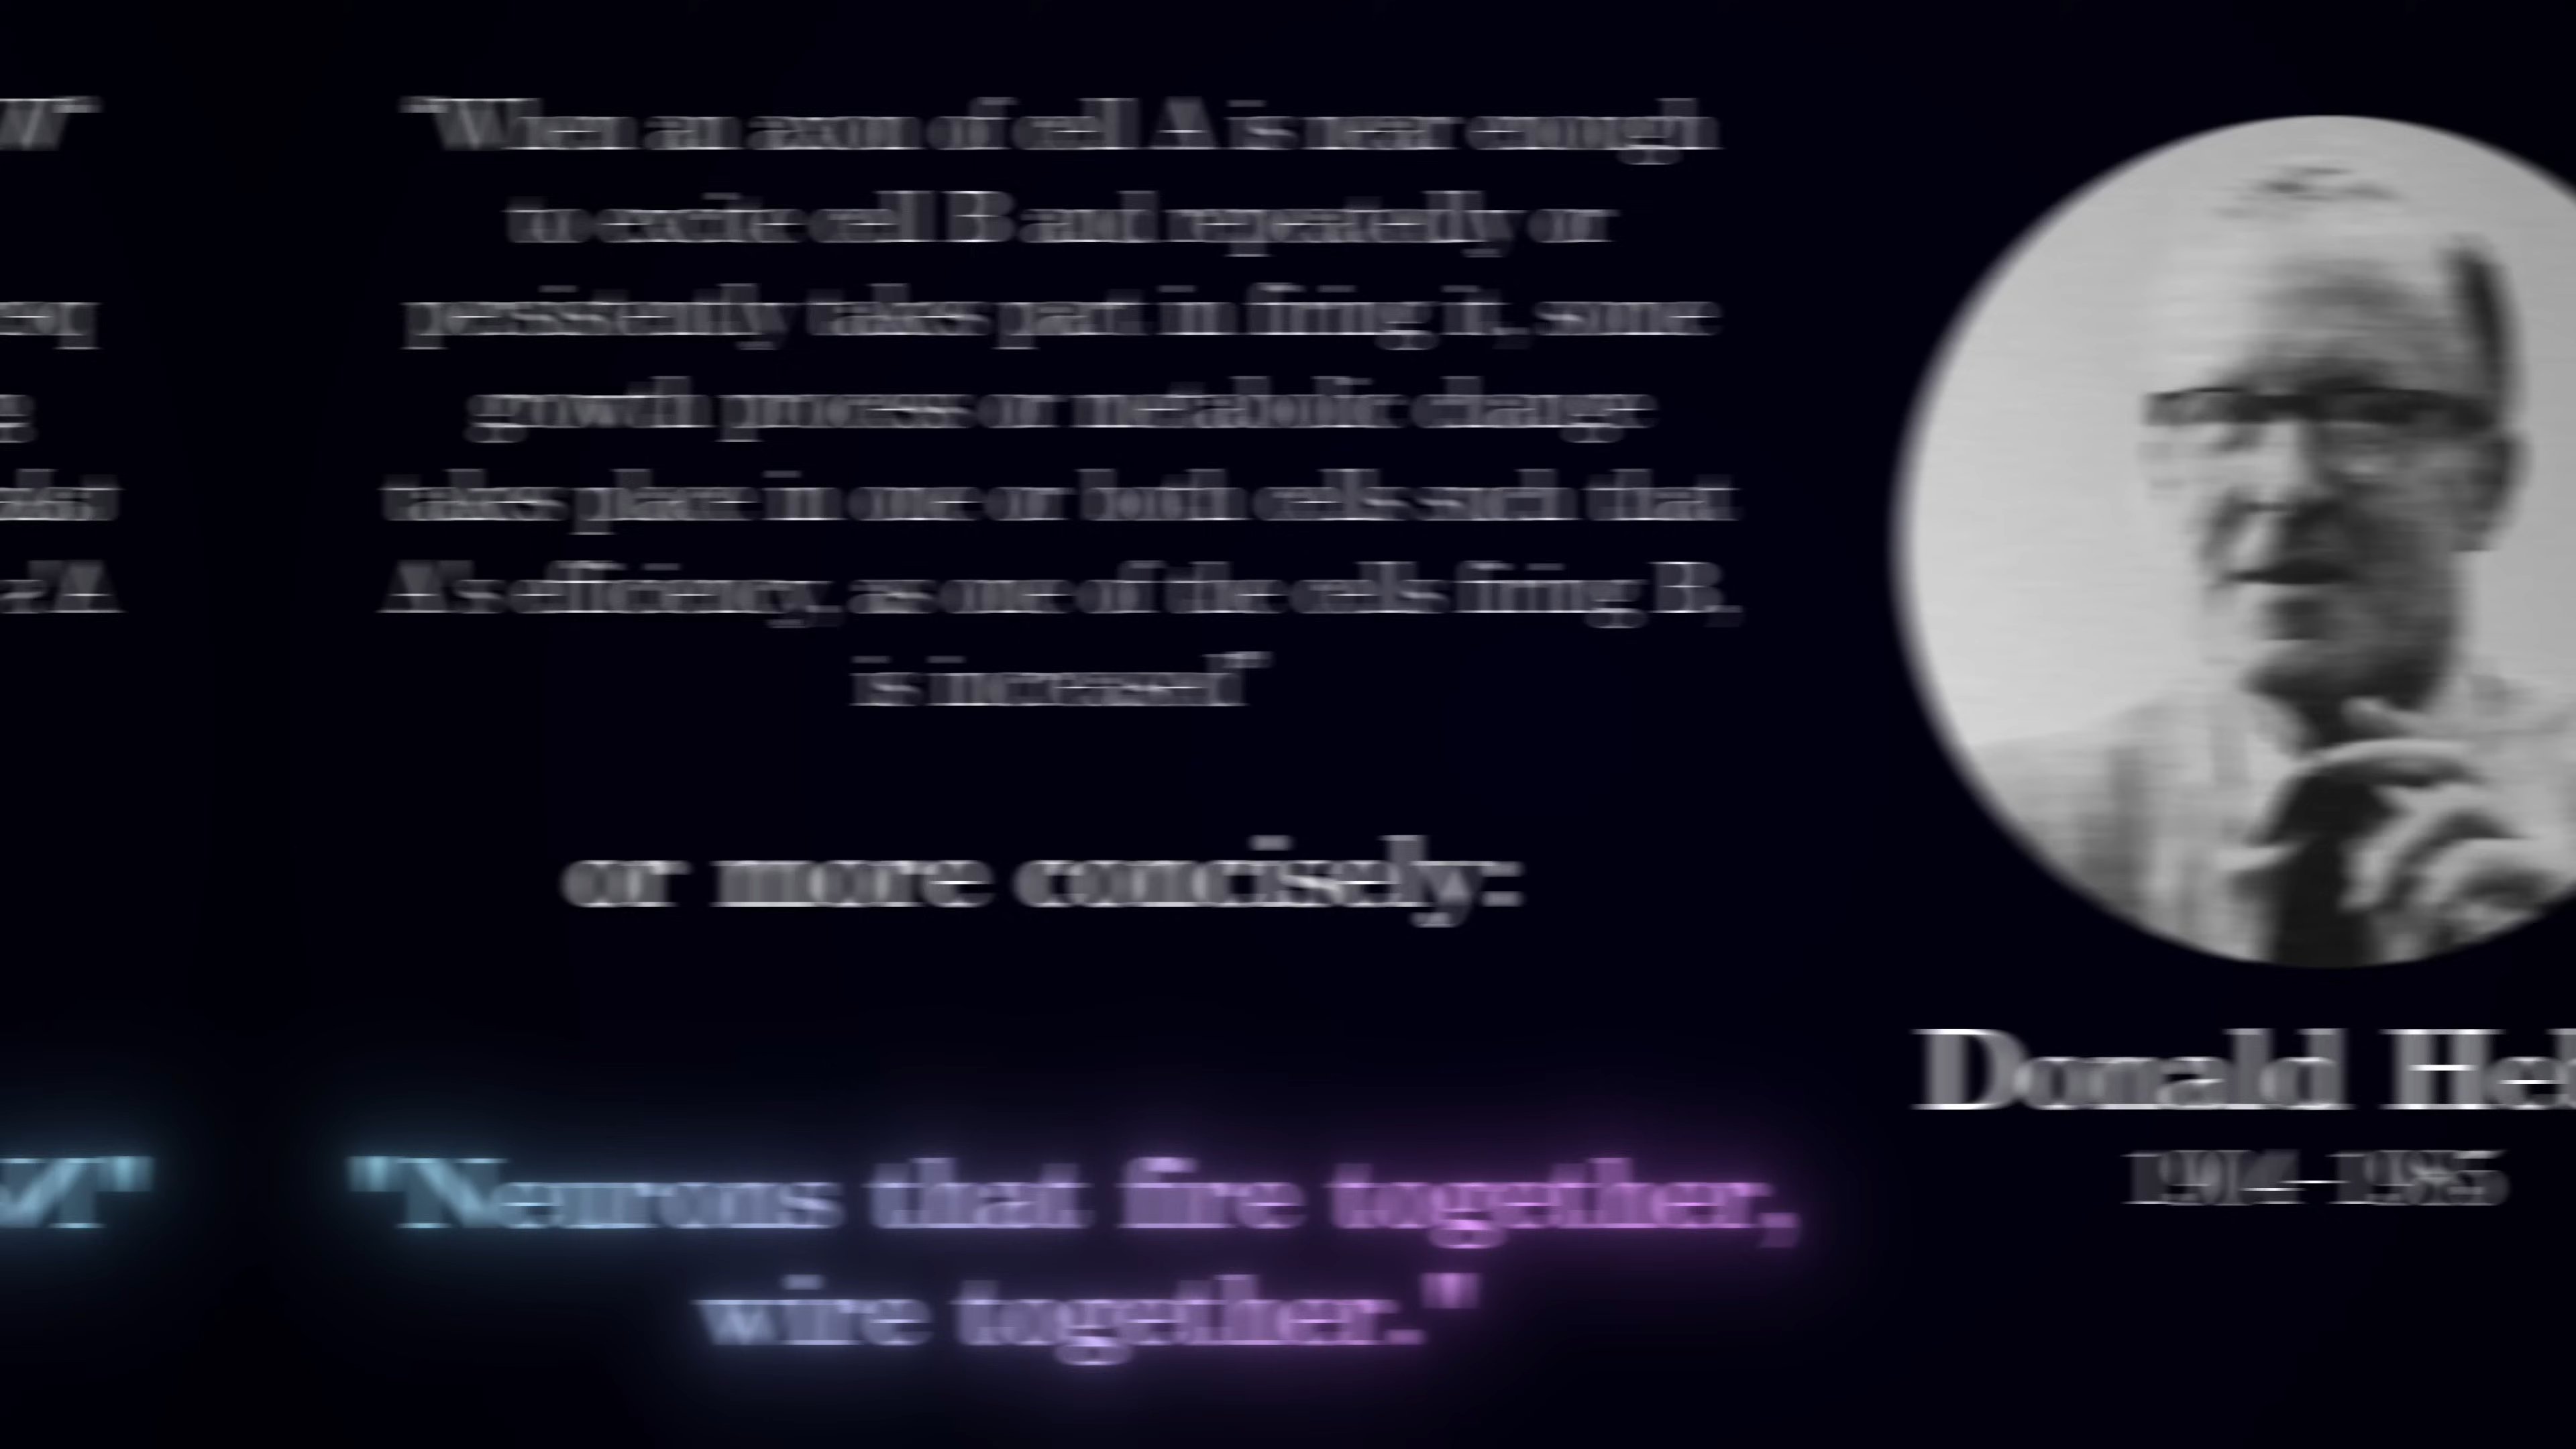 "When an axon of cell A is near enough
to excite cell B and repeatedly or
persistently takes part in firing it, some
growth process or metabolic change
takes place in one or both cells such that
A's efficiency, as one of the cells firing B,
is increased"
or more concisely:
"Neurons that fire together,
wire together."
Donald Heb
1904–1985